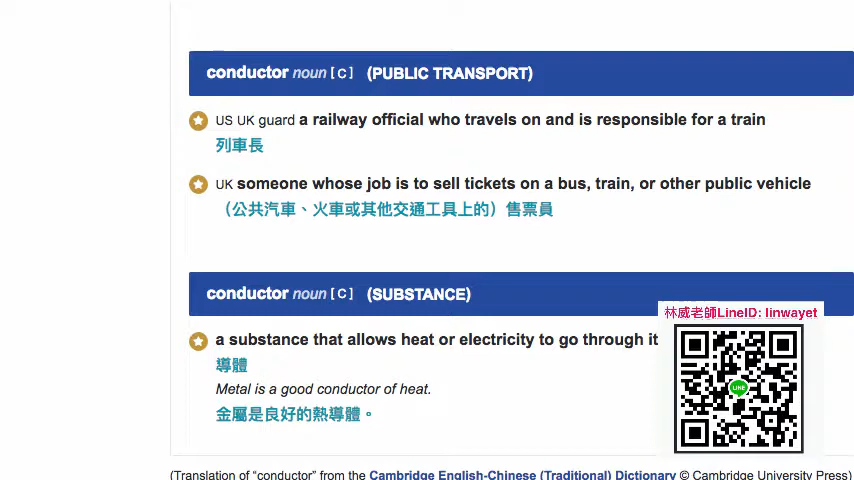 conductor noun [ C ] (PUBLIC TRANSPORT)
US UK guard a railway official who travels on and is responsible for a train
列車長
UK someone whose job is to sell tickets on a bus, train, or other public vehicle
（公共汽車、火車或其他交通工具上的）售票員
conductor noun [ C ] (SUBSTANCE)
林威老師LineID: linwayet
a substance that allows heat or electricity to go through it
導體
LINE
Metal is a good conductor of heat.
金屬是良好的熱導體。
(Translation of “conductor” from the Cambridge English-Chinese (Traditional) Dictionary © Cambridge University Press)